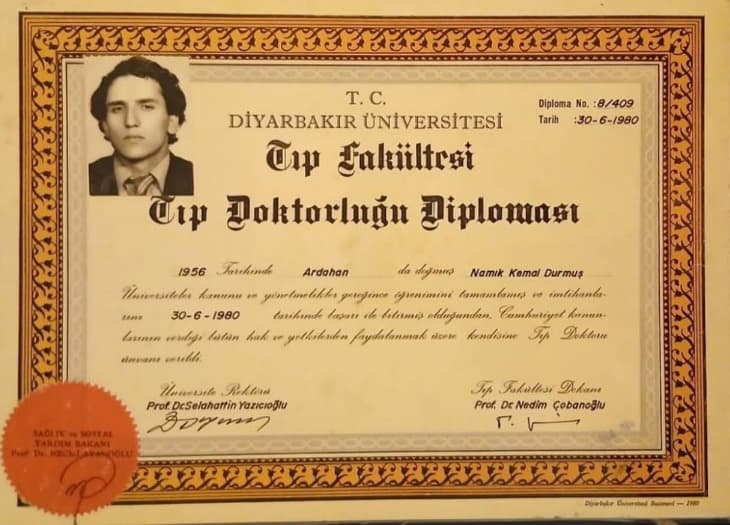 T. C.
DİYARBAKIR ÜNİVERSİTESİ
Diploma No. :8/409
Tarih :30-6-1980
Tıp Fakültesi
Tıp Doktorluğu Diploması
1956 Tarihinde Ardahan da doğmuş Namık Kemal Durmuş
Üniversiteler kanunu ve yönetmelikler gereğince öğrenimini tamamlamış ve imtihanla-
rını 30-6-1980 tarihinde başarı ile bitirmiş olduğundan, Cumhuriyet kanun-
larının verdiği bütün hak ve yetkilerden faydalanmak üzere kendisine Tıp Doktoru
ünvanı verildi.
Üniversite Rektörü
Prof. Dr.Selahattin Yazıcıoğlu
Tıp Fakültesi Dekanı
Prof. Dr. Nedim Çobanoğlu
SAĞLIK ve SOSYAL
YARDIM BAKANI
Prof. Dr.
Diyarbakır Üniversitesi Basımevi — 1980